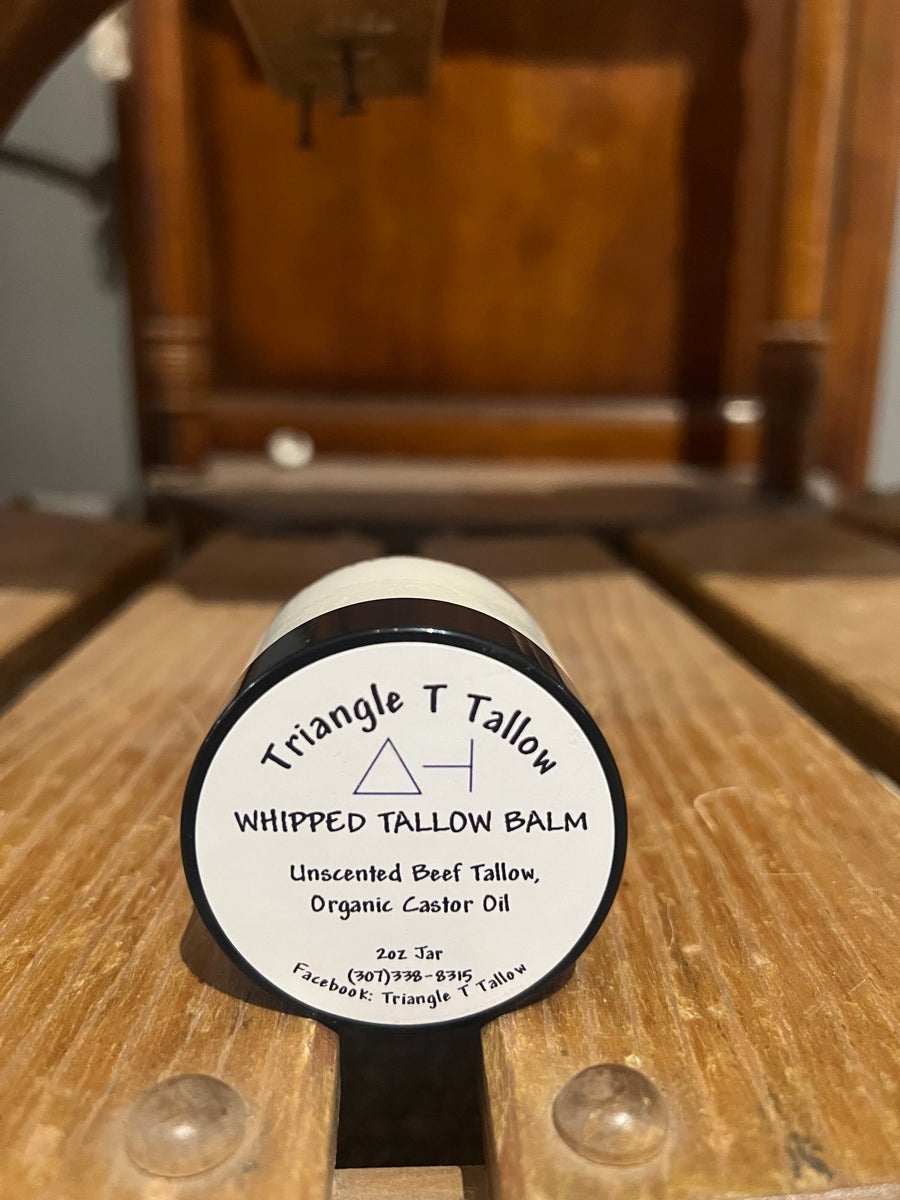 Triangle T Tallow
WHIPPED TALLOW BALM
Unscented Beef Tallow,
Organic Castor Oil
2oz Jar
(307)338-8315
Facebook: Triangle T Tallow